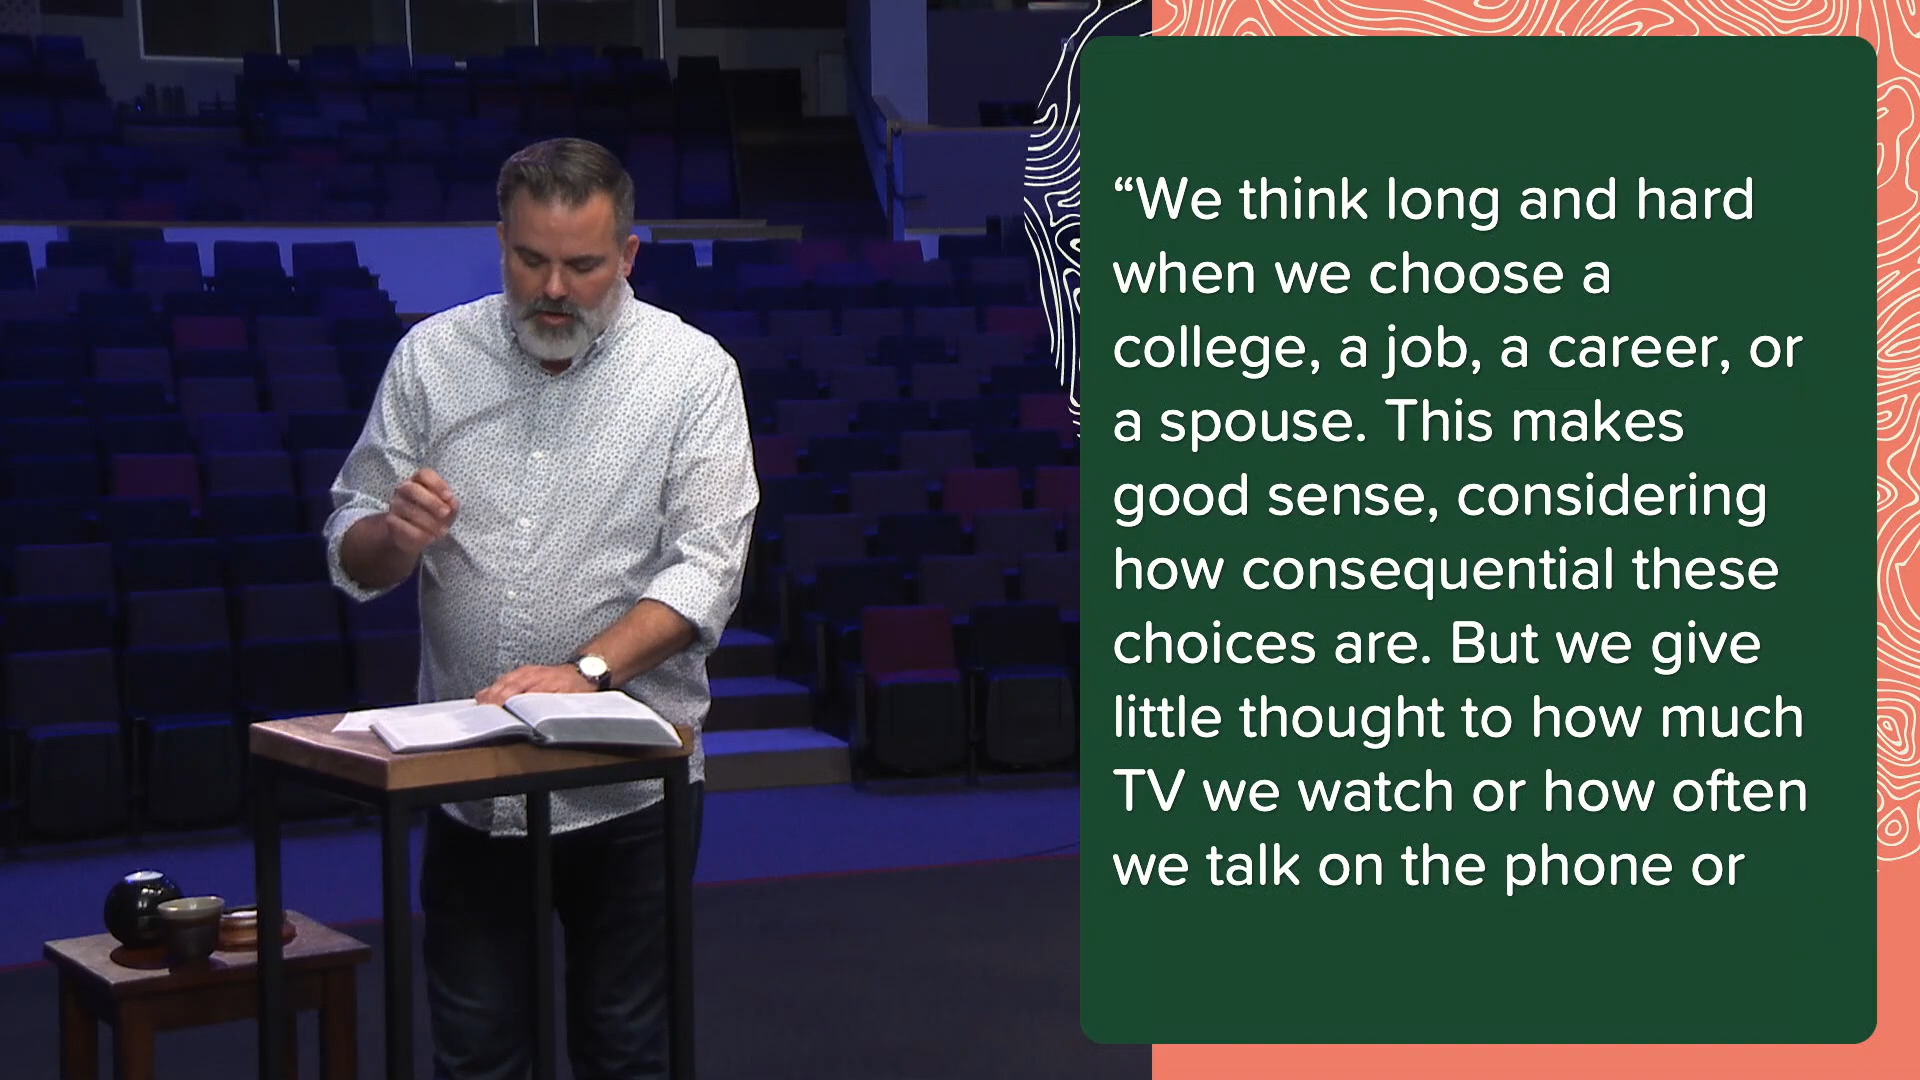 “We think long and hard
when we choose a
college, a job, a career, or
a spouse. This makes
good sense, considering
how consequential these
choices are. But we give
little thought to how much
TV we watch or how often
we talk on the phone or